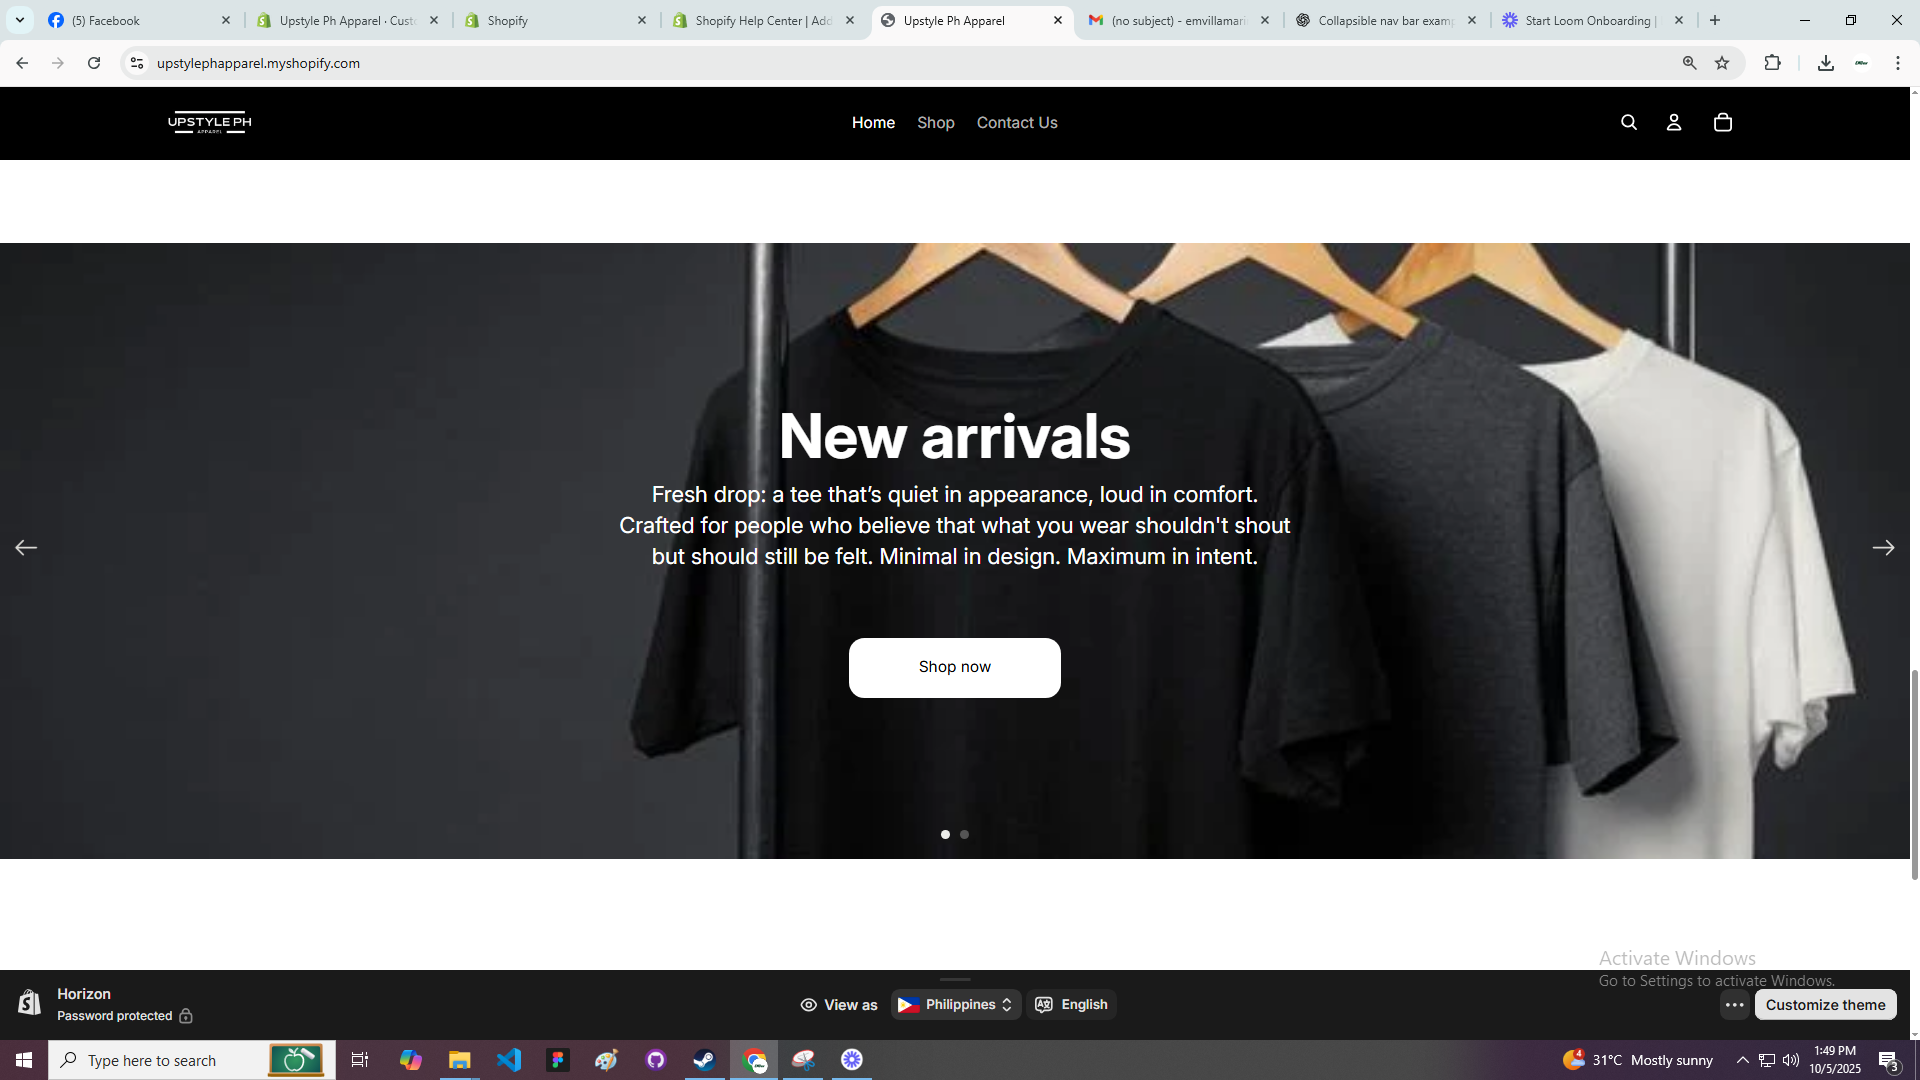 (5) Facebook
Upstyle Ph Apparel · Custo
Shopify
Shopify Help Center | Add
Upstyle Ph Apparel
(no subject) - emvillamari
Collapsible nav bar examp
Start Loom Onboarding |
upstylephapparel.myshopify.com
UPSTYLE PH
APPAREL
Home
Shop
Contact Us
New arrivals
Fresh drop: a tee that’s quiet in appearance, loud in comfort.
Crafted for people who believe that what you wear shouldn't shout
but should still be felt. Minimal in design. Maximum in intent.
Shop now
Activate Windows
Go to Settings to activate Windows.
Horizon
Password protected
View as
Philippines
English
Customize theme
Type here to search
4
31°C Mostly sunny
1:49 PM
10/5/2025
3